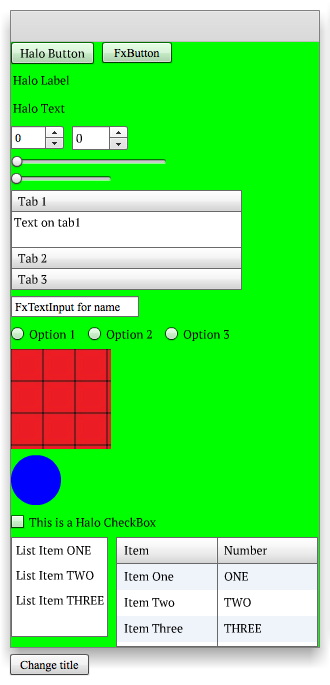 Halo Button FxButton
Halo Label
Halo Text
0 0
Tab 1
Text on tab1
Tab 2
Tab 3
FxTextInput for name
Option 1 Option 2 Option 3
This is a Halo CheckBox
List Item ONE
List Item TWO
List Item THREE
Item Number
Item One ONE
Item Two TWO
Item Three THREE
Change title